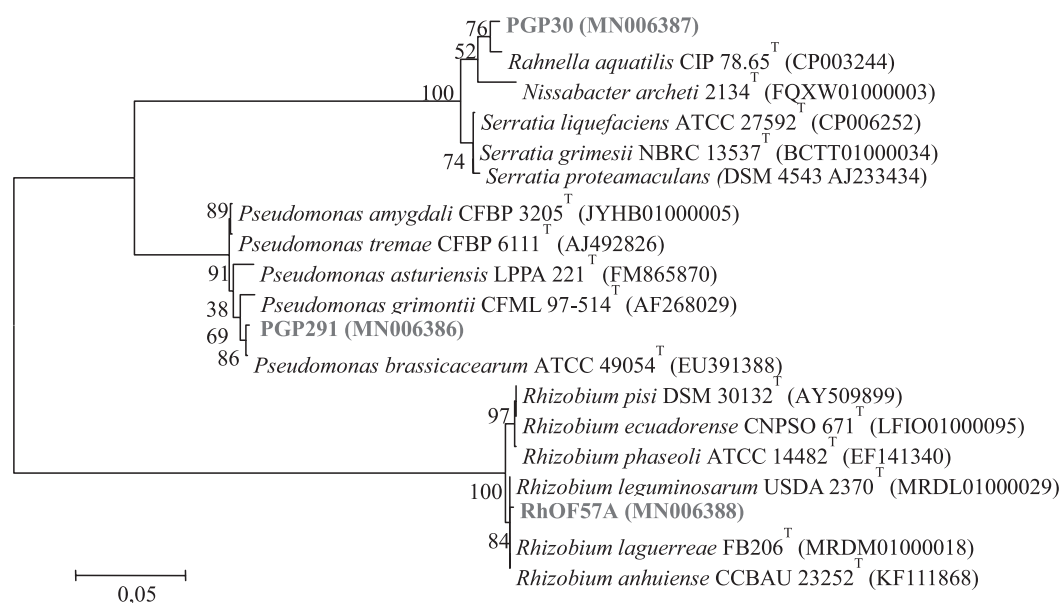 76
PGP30 (MN006387)
52
Rahnella aquatilis CIP 78.65T (CP003244)
100
Nissabacter archeti 2134T (FQXW01000003)
Serratia liquefaciens ATCC 27592T (CP006252)
74
Serratia grimesii NBRC 13537T (BCTT01000034)
Serratia proteamaculans (DSM 4543 AJ233434)
89
Pseudomonas amygdali CFBP 3205T (JYHB01000005)
Pseudomonas tremae CFBP 6111T (AJ492826)
91
Pseudomonas asturiensis LPPA 221T (FM865870)
38
Pseudomonas grimontii CFML 97-514T (AF268029)
69
PGP291 (MN006386)
86
Pseudomonas brassicacearum ATCC 49054T (EU391388)
Rhizobium pisi DSM 30132T (AY509899)
97
Rhizobium ecuadorense CNPSO 671T (LFIO01000095)
Rhizobium phaseoli ATCC 14482T (EF141340)
100
Rhizobium leguminosarum USDA 2370T (MRDL01000029)
RhOF57A (MN006388)
84
Rhizobium laguerreae FB206T (MRDM01000018)
Rhizobium anhuiense CCBAU 23252T (KF111868)
0,05